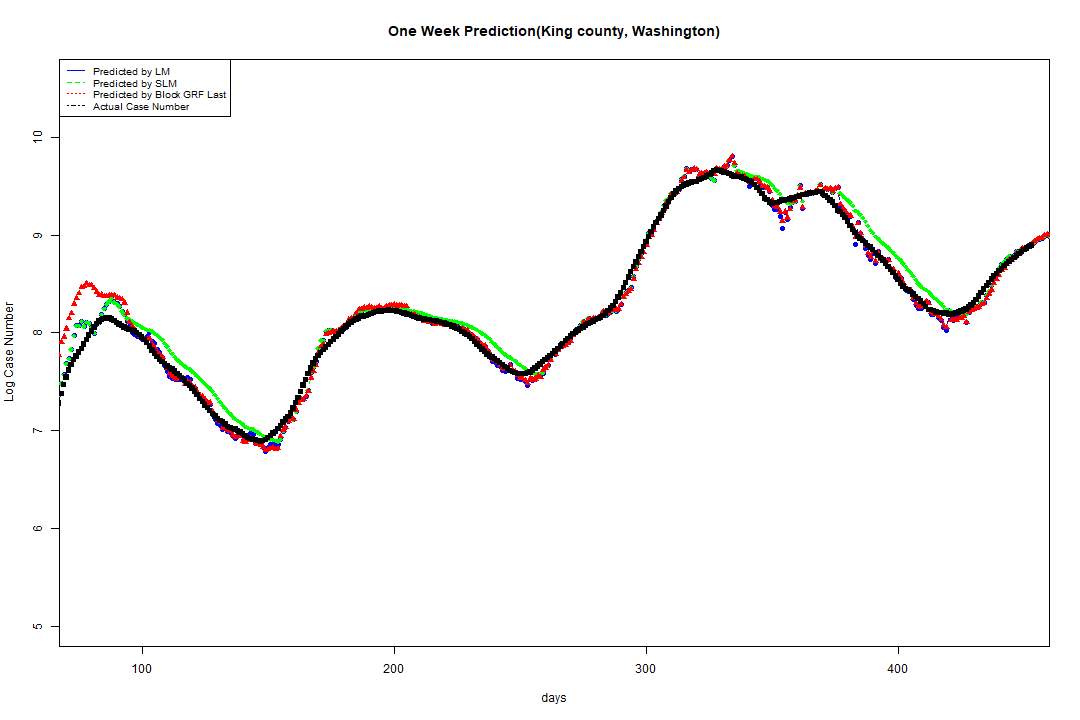 One Week Prediction(King county, Washington)
Predicted by LM
Predicted by SLM
Predicted by Block GRF Last
Actual Case Number
10
9
8
7
6
5
Log Case Number
100 200 300 400
days